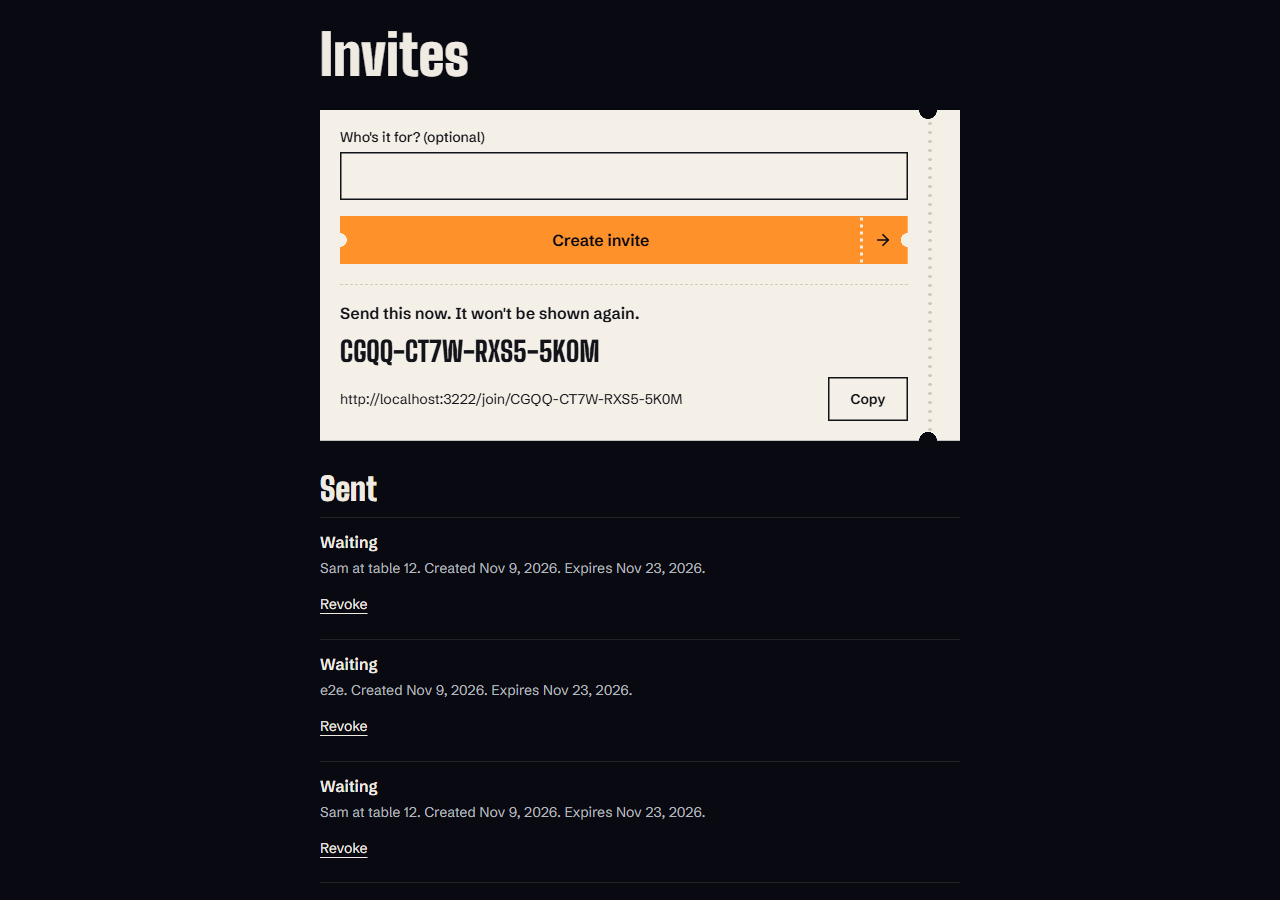 Invites
Who's it for? (optional)
Create invite
Send this now. It won't be shown again.
CGQQ-CT7W-RXS5-5K0M
http://localhost:3222/join/CGQQ-CT7W-RXS5-5K0M
Copy
Sent
Waiting
Sam at table 12. Created Nov 9, 2026. Expires Nov 23, 2026.
Revoke
Waiting
e2e. Created Nov 9, 2026. Expires Nov 23, 2026.
Revoke
Waiting
Sam at table 12. Created Nov 9, 2026. Expires Nov 23, 2026.
Revoke